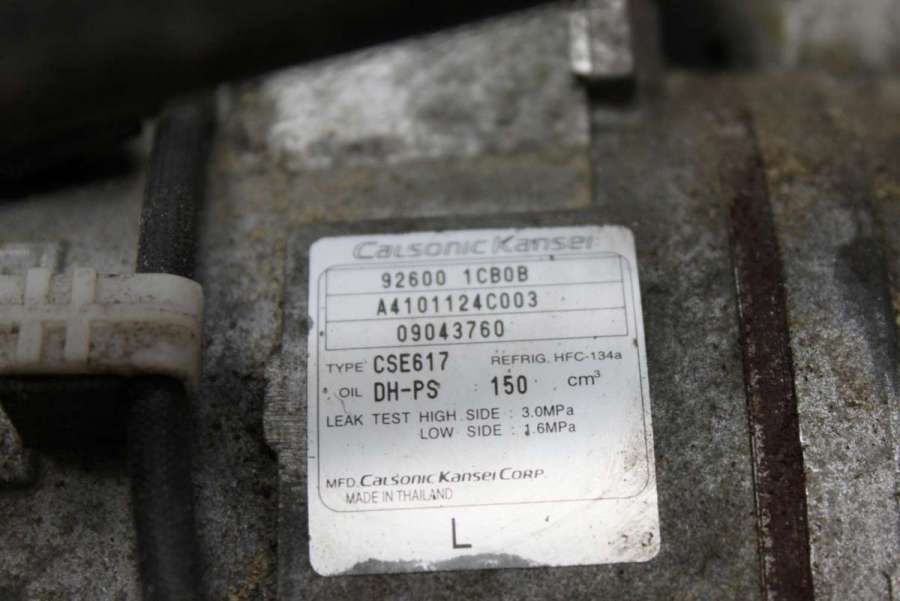 Calsonic Kansei
92600 1CB0B
A4101124C003
09043760
TYPE CSE617 REFRIG. HFC-134a
OIL DH-PS 150 cm³
LEAK TEST HIGH SIDE : 3.0MPa
LOW SIDE : 1.6MPa
MFD. Calsonic Kansei Corp.
MADE IN THAILAND
L